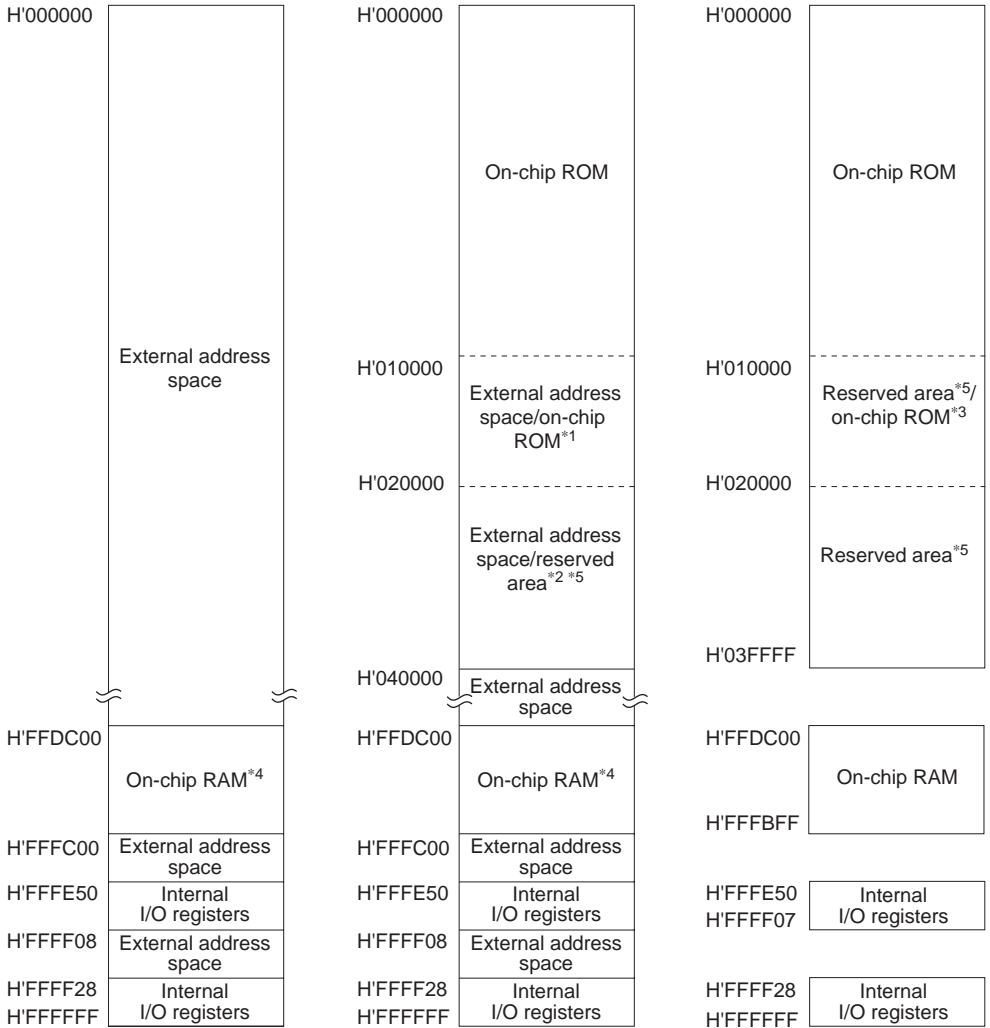 H'000000
External address
space
H'FFDC00
On-chip RAM*4
H'FFFC00
External address
space
H'FFFE50
Internal
I/O registers
H'FFFF08
External address
space
H'FFFF28
Internal
I/O registers
H'FFFFFF
H'000000
On-chip ROM
H'010000
External address
space/on-chip
ROM*1
H'020000
External address
space/reserved
area*2 *5
H'040000
External address
space
H'FFDC00
On-chip RAM*4
H'FFFC00
External address
space
H'FFFE50
Internal
I/O registers
H'FFFF08
External address
space
H'FFFF28
Internal
I/O registers
H'FFFFFF
H'000000
On-chip ROM
H'010000
Reserved area*5/
on-chip ROM*3
H'020000
Reserved area*5
H'03FFFF
H'FFDC00
On-chip RAM
H'FFFBFF
H'FFFE50
Internal
I/O registers
H'FFFF07
H'FFFF28
Internal
I/O registers
H'FFFFFF